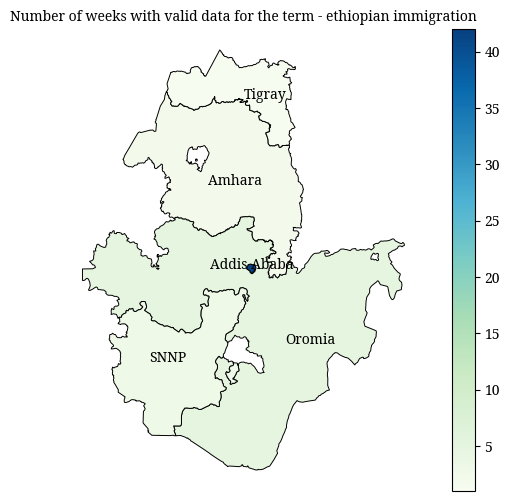 Number of weeks with valid data for the term - ethiopian immigration
40
Tigray
35
30
Amhara
25
20
Addis Ababa
15
Oromia
SNNP
10
5